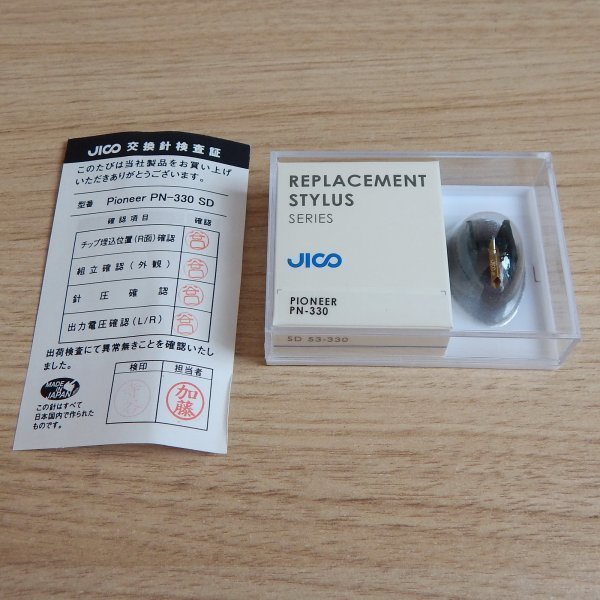 JICO 交換針検査証
このたびは当社製品をお買い上げ
いただきありがとうございます。
型番 Pioneer PN-330 SD
確認項目 確認
チップ埋込位置(R面)確認
組立確認(外観)
針圧確認
出力電圧確認(L/R)
出荷検査にて異常無きことを確認いたし
ました。
検印 担当者
加藤
MADE IN JAPAN
この針はすべて
日本国内で作られた
ものです。
REPLACEMENT
STYLUS
SERIES
JICO
PIONEER
PN-330
SD 53-330